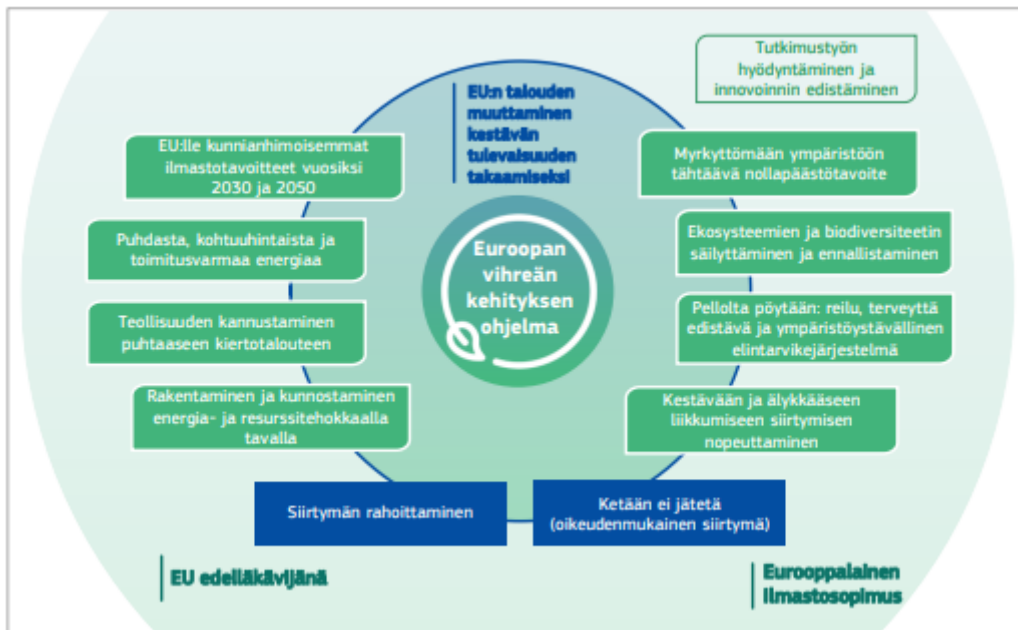 Tutkimustyön
hyödyntäminen ja
innovoinnin edistäminen
EU:n talouden
muuttaminen
kestävän
tulevaisuuden
takaamiseksi
EU:lle kunnianhimoisemmat
ilmastotavoitteet vuosiksi
2030 ja 2050
Puhdasta, kohtuuhintaista ja
toimitusvarmaa energiaa
Teollisuuden kannustaminen
puhtaaseen kiertotalouteen
Rakentaminen ja kunnostaminen
energia- ja resurssitehokkaalla
tavalla
Euroopan
vihreän
kehityksen
ohjelma
Myrkyttömään ympäristöön
tähtäävä nollapäästötavoite
Ekosysteemien ja biodiversiteetin
säilyttäminen ja ennallistaminen
Pellolta pöytään: reilu, terveyttä
edistävä ja ympäristöystävällinen
elintarvikejärjestelmä
Kestävään ja älykkääseen
liikkumiseen siirtymisen
nopeuttaminen
Siirtymän rahoittaminen
Ketään ei jätetä
(oikeudenmukainen siirtymä)
EU edelläkävijänä
Eurooppalainen
ilmastosopimus